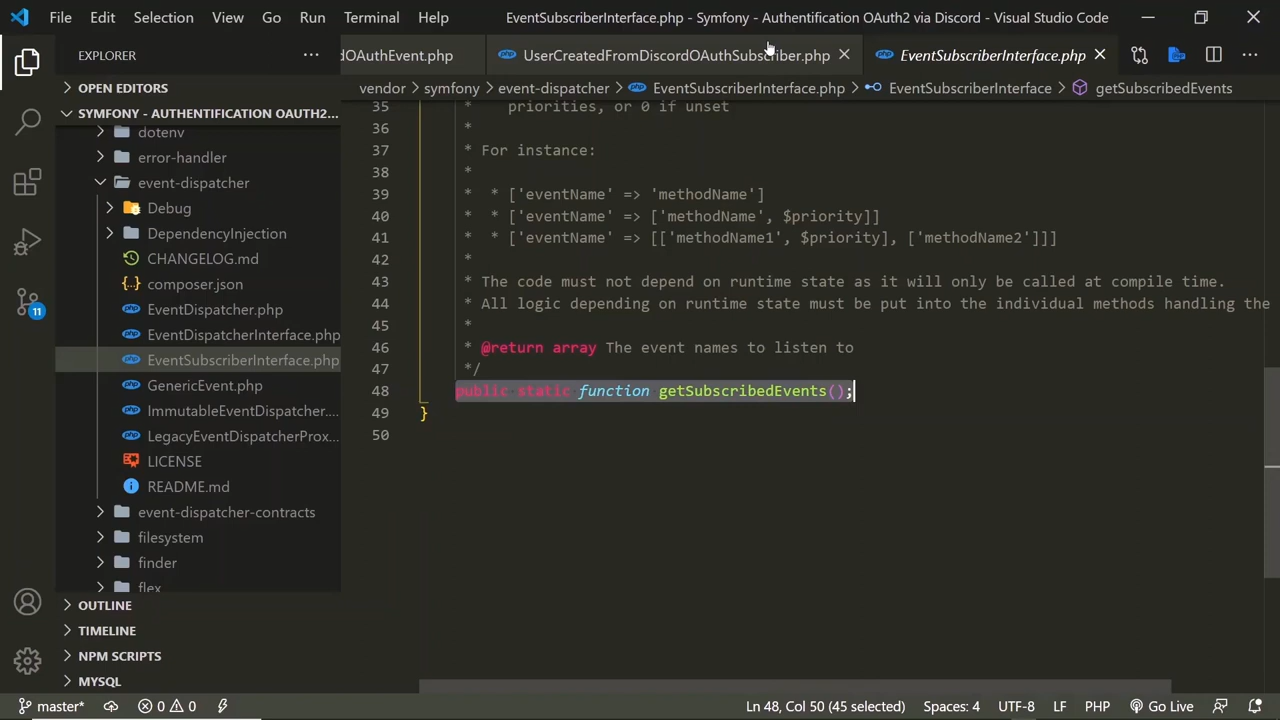 File Edit Selection View Go Run Terminal Help EventSubscriberInterface.php - Symfony - Authentification OAuth2 via Discord - Visual Studio Code
EXPLORER ...
OPEN EDITORS
SYMFONY - AUTHENTIFICATION OAUTH2...
dotenv
error-handler
event-dispatcher
Debug
DependencyInjection
CHANGELOG.md
composer.json
EventDispatcher.php
EventDispatcherInterface.php
EventSubscriberInterface.php
GenericEvent.php
ImmutableEventDispatcher....
LegacyEventDispatcherProx...
LICENSE
README.md
event-dispatcher-contracts
filesystem
finder
flex
OUTLINE
TIMELINE
NPM SCRIPTS
MYSQL
11
dOAuthEvent.php UserCreatedFromDiscordOAuthSubscriber.php EventSubscriberInterface.php
vendor > symfony > event-dispatcher > EventSubscriberInterface.php > EventSubscriberInterface > getSubscribedEvents
35 * priorities, or 0 if unset
36 *
37 * For instance:
38 *
39 * * ['eventName' => 'methodName']
40 * * ['eventName' => ['methodName', $priority]]
41 * * ['eventName' => [['methodName1', $priority], ['methodName2']]]
42 *
43 * The code must not depend on runtime state as it will only be called at compile time.
44 * All logic depending on runtime state must be put into the individual methods handling the
45 *
46 * @return array The event names to listen to
47 */
48 public static function getSubscribedEvents();
49 }
50
master* 0 0 Ln 48, Col 50 (45 selected) Spaces: 4 UTF-8 LF PHP Go Live